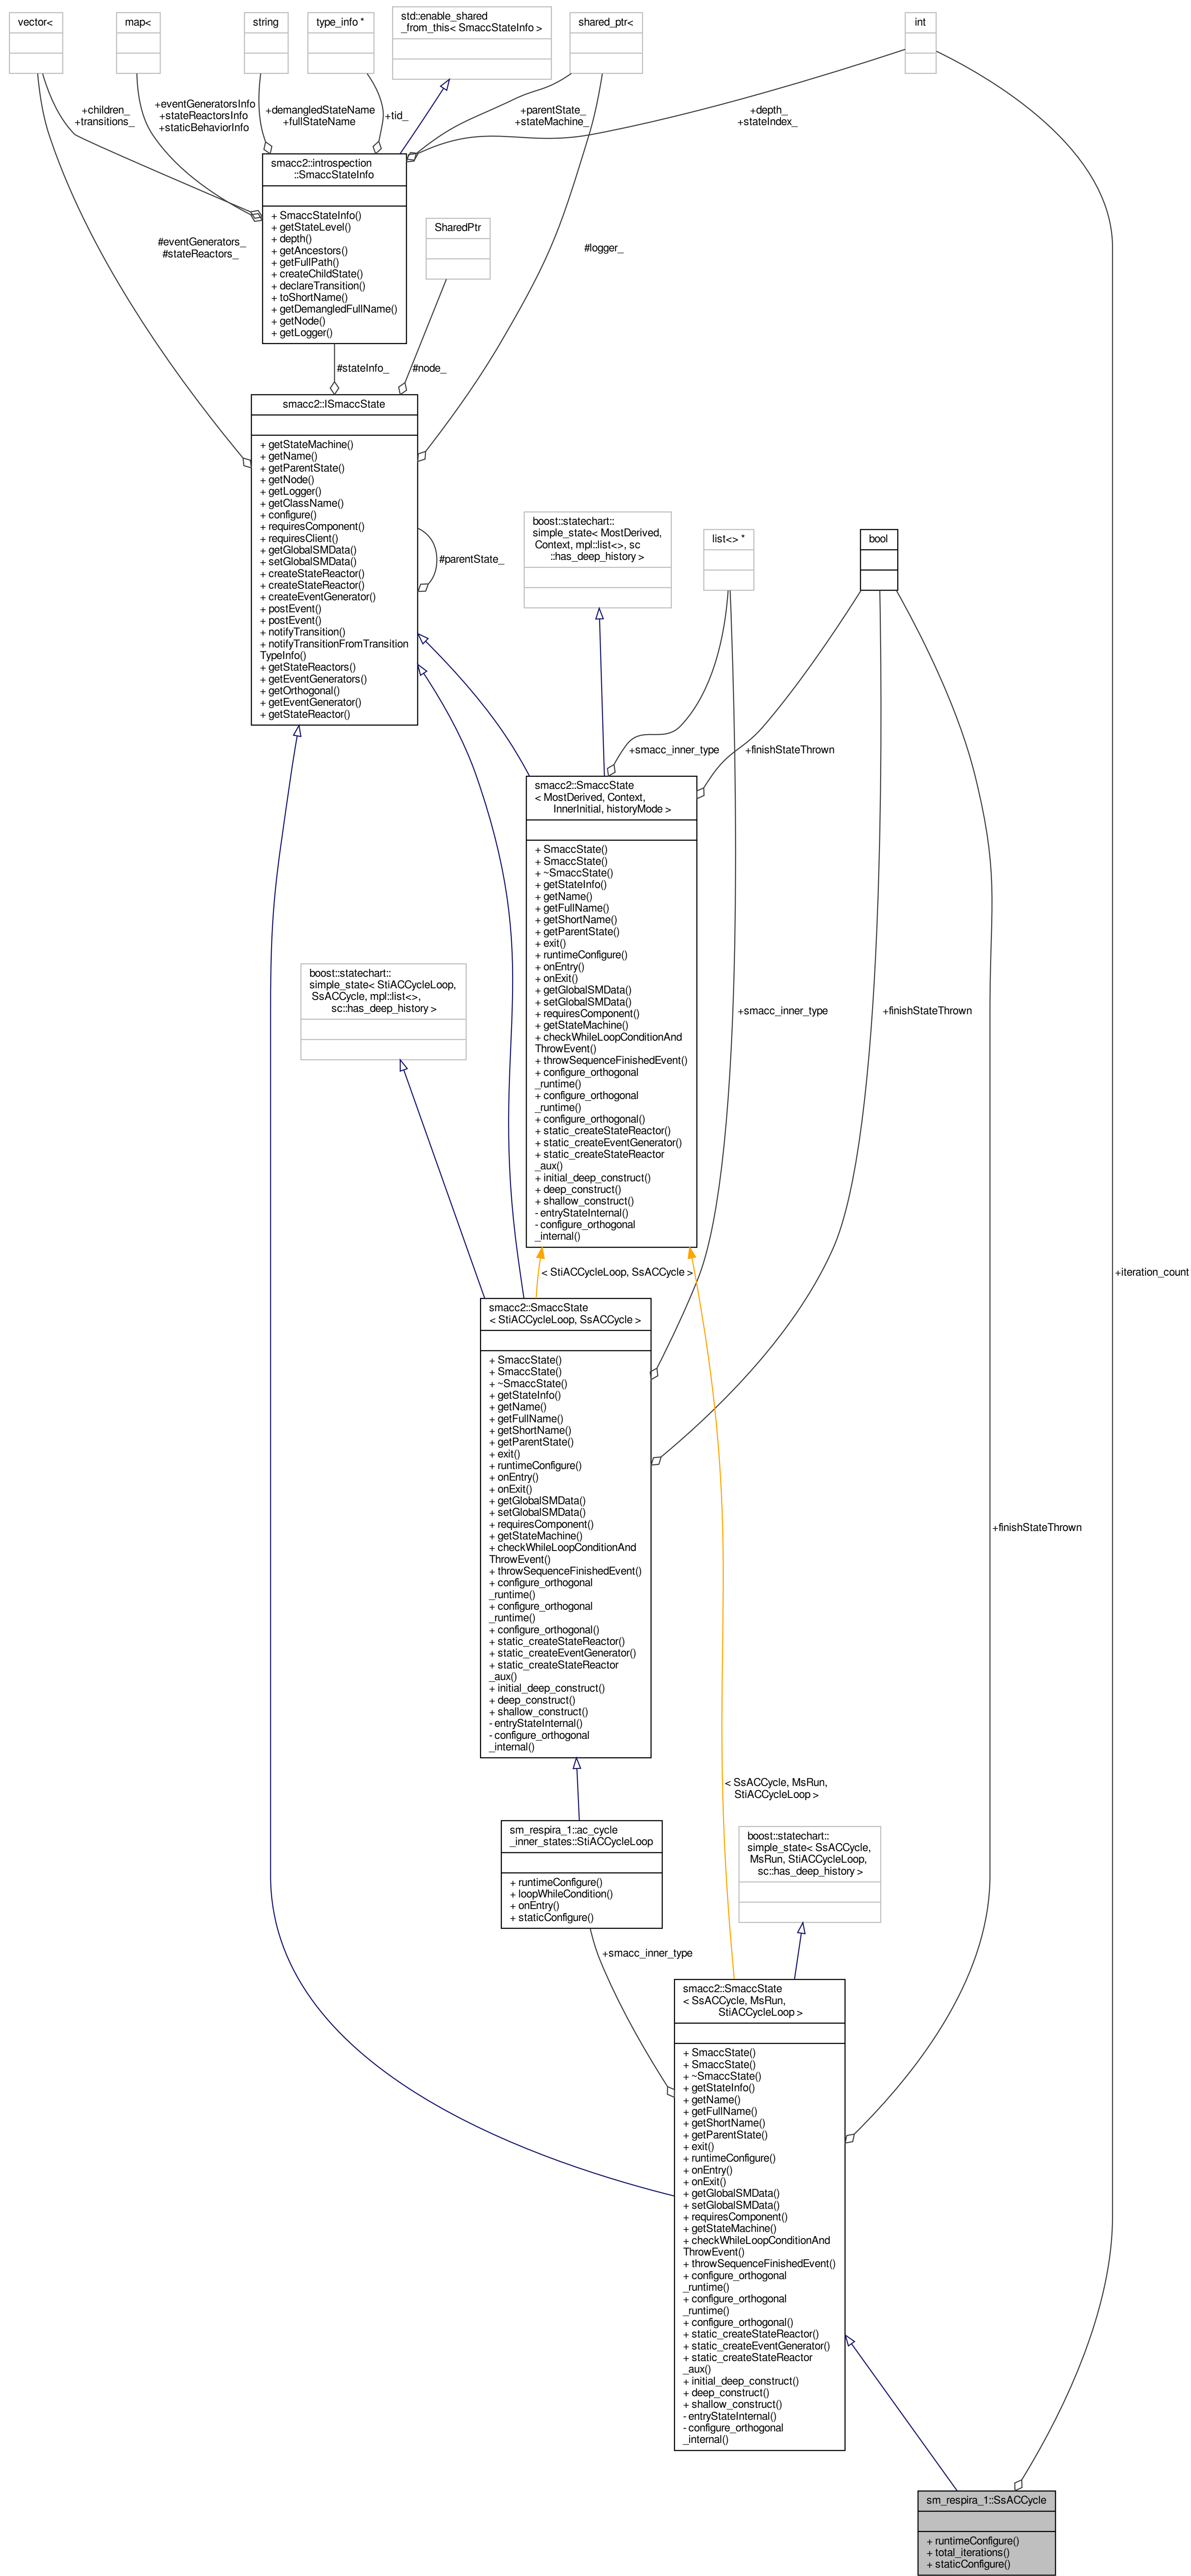 vector<
map<
string
type_info *
std::enable_shared
_from_this< SmaccStateInfo >
shared_ptr<
int
+children_
+transitions_
+eventGeneratorsInfo
+stateReactorsInfo
+staticBehaviorInfo
+demangledStateName
+fullStateName
+tid_
+parentState_
+stateMachine_
+depth_
+stateIndex_
smacc2::introspection
::SmaccStateInfo
+ SmaccStateInfo()
+ getStateLevel()
+ depth()
+ getAncestors()
+ getFullPath()
+ createChildState()
+ declareTransition()
+ toShortName()
+ getDemangledFullName()
+ getNode()
+ getLogger()
SharedPtr
#eventGenerators_
#stateReactors_
#logger_
#stateInfo_
#node_
smacc2::ISmaccState
+ getStateMachine()
+ getName()
+ getParentState()
+ getNode()
+ getLogger()
+ getClassName()
+ configure()
+ requiresComponent()
+ requiresClient()
+ getGlobalSMData()
+ setGlobalSMData()
+ createStateReactor()
+ createStateReactor()
+ createEventGenerator()
+ postEvent()
+ postEvent()
+ notifyTransition()
+ notifyTransitionFromTransition
TypeInfo()
+ getStateReactors()
+ getEventGenerators()
+ getOrthogonal()
+ getEventGenerator()
+ getStateReactor()
#parentState_
boost::statechart::
simple_state< MostDerived,
Context, mpl::list<>, sc
::has_deep_history >
list<> *
bool
+smacc_inner_type
+finishStateThrown
smacc2::SmaccState
< MostDerived, Context,
InnerInitial, historyMode >
+ SmaccState()
+ SmaccState()
+ ~SmaccState()
+ getStateInfo()
+ getName()
+ getFullName()
+ getShortName()
+ getParentState()
+ exit()
+ runtimeConfigure()
+ onEntry()
+ onExit()
+ getGlobalSMData()
+ setGlobalSMData()
+ requiresComponent()
+ getStateMachine()
+ checkWhileLoopConditionAnd
ThrowEvent()
+ throwSequenceFinishedEvent()
+ configure_orthogonal
_runtime()
+ configure_orthogonal
_runtime()
+ configure_orthogonal()
+ static_createStateReactor()
+ static_createEventGenerator()
+ static_createStateReactor
_aux()
+ initial_deep_construct()
+ deep_construct()
+ shallow_construct()
- entryStateInternal()
- configure_orthogonal
_internal()
boost::statechart::
simple_state< StiACCycleLoop,
SsACCycle, mpl::list<>,
sc::has_deep_history >
+smacc_inner_type
+finishStateThrown
< StiACCycleLoop, SsACCycle >
+iteration_count
smacc2::SmaccState
< StiACCycleLoop, SsACCycle >
+ SmaccState()
+ SmaccState()
+ ~SmaccState()
+ getStateInfo()
+ getName()
+ getFullName()
+ getShortName()
+ getParentState()
+ exit()
+ runtimeConfigure()
+ onEntry()
+ onExit()
+ getGlobalSMData()
+ setGlobalSMData()
+ requiresComponent()
+ getStateMachine()
+ checkWhileLoopConditionAnd
ThrowEvent()
+ throwSequenceFinishedEvent()
+ configure_orthogonal
_runtime()
+ configure_orthogonal
_runtime()
+ configure_orthogonal()
+ static_createStateReactor()
+ static_createEventGenerator()
+ static_createStateReactor
_aux()
+ initial_deep_construct()
+ deep_construct()
+ shallow_construct()
- entryStateInternal()
- configure_orthogonal
_internal()
+finishStateThrown
< SsACCycle, MsRun,
StiACCycleLoop >
sm_respira_1::ac_cycle
_inner_states::StiACCycleLoop
+ runtimeConfigure()
+ loopWhileCondition()
+ onEntry()
+ staticConfigure()
boost::statechart::
simple_state< SsACCycle,
MsRun, StiACCycleLoop,
sc::has_deep_history >
+smacc_inner_type
smacc2::SmaccState
< SsACCycle, MsRun,
StiACCycleLoop >
+ SmaccState()
+ SmaccState()
+ ~SmaccState()
+ getStateInfo()
+ getName()
+ getFullName()
+ getShortName()
+ getParentState()
+ exit()
+ runtimeConfigure()
+ onEntry()
+ onExit()
+ getGlobalSMData()
+ setGlobalSMData()
+ requiresComponent()
+ getStateMachine()
+ checkWhileLoopConditionAnd
ThrowEvent()
+ throwSequenceFinishedEvent()
+ configure_orthogonal
_runtime()
+ configure_orthogonal
_runtime()
+ configure_orthogonal()
+ static_createStateReactor()
+ static_createEventGenerator()
+ static_createStateReactor
_aux()
+ initial_deep_construct()
+ deep_construct()
+ shallow_construct()
- entryStateInternal()
- configure_orthogonal
_internal()
sm_respira_1::SsACCycle
+ runtimeConfigure()
+ total_iterations()
+ staticConfigure()